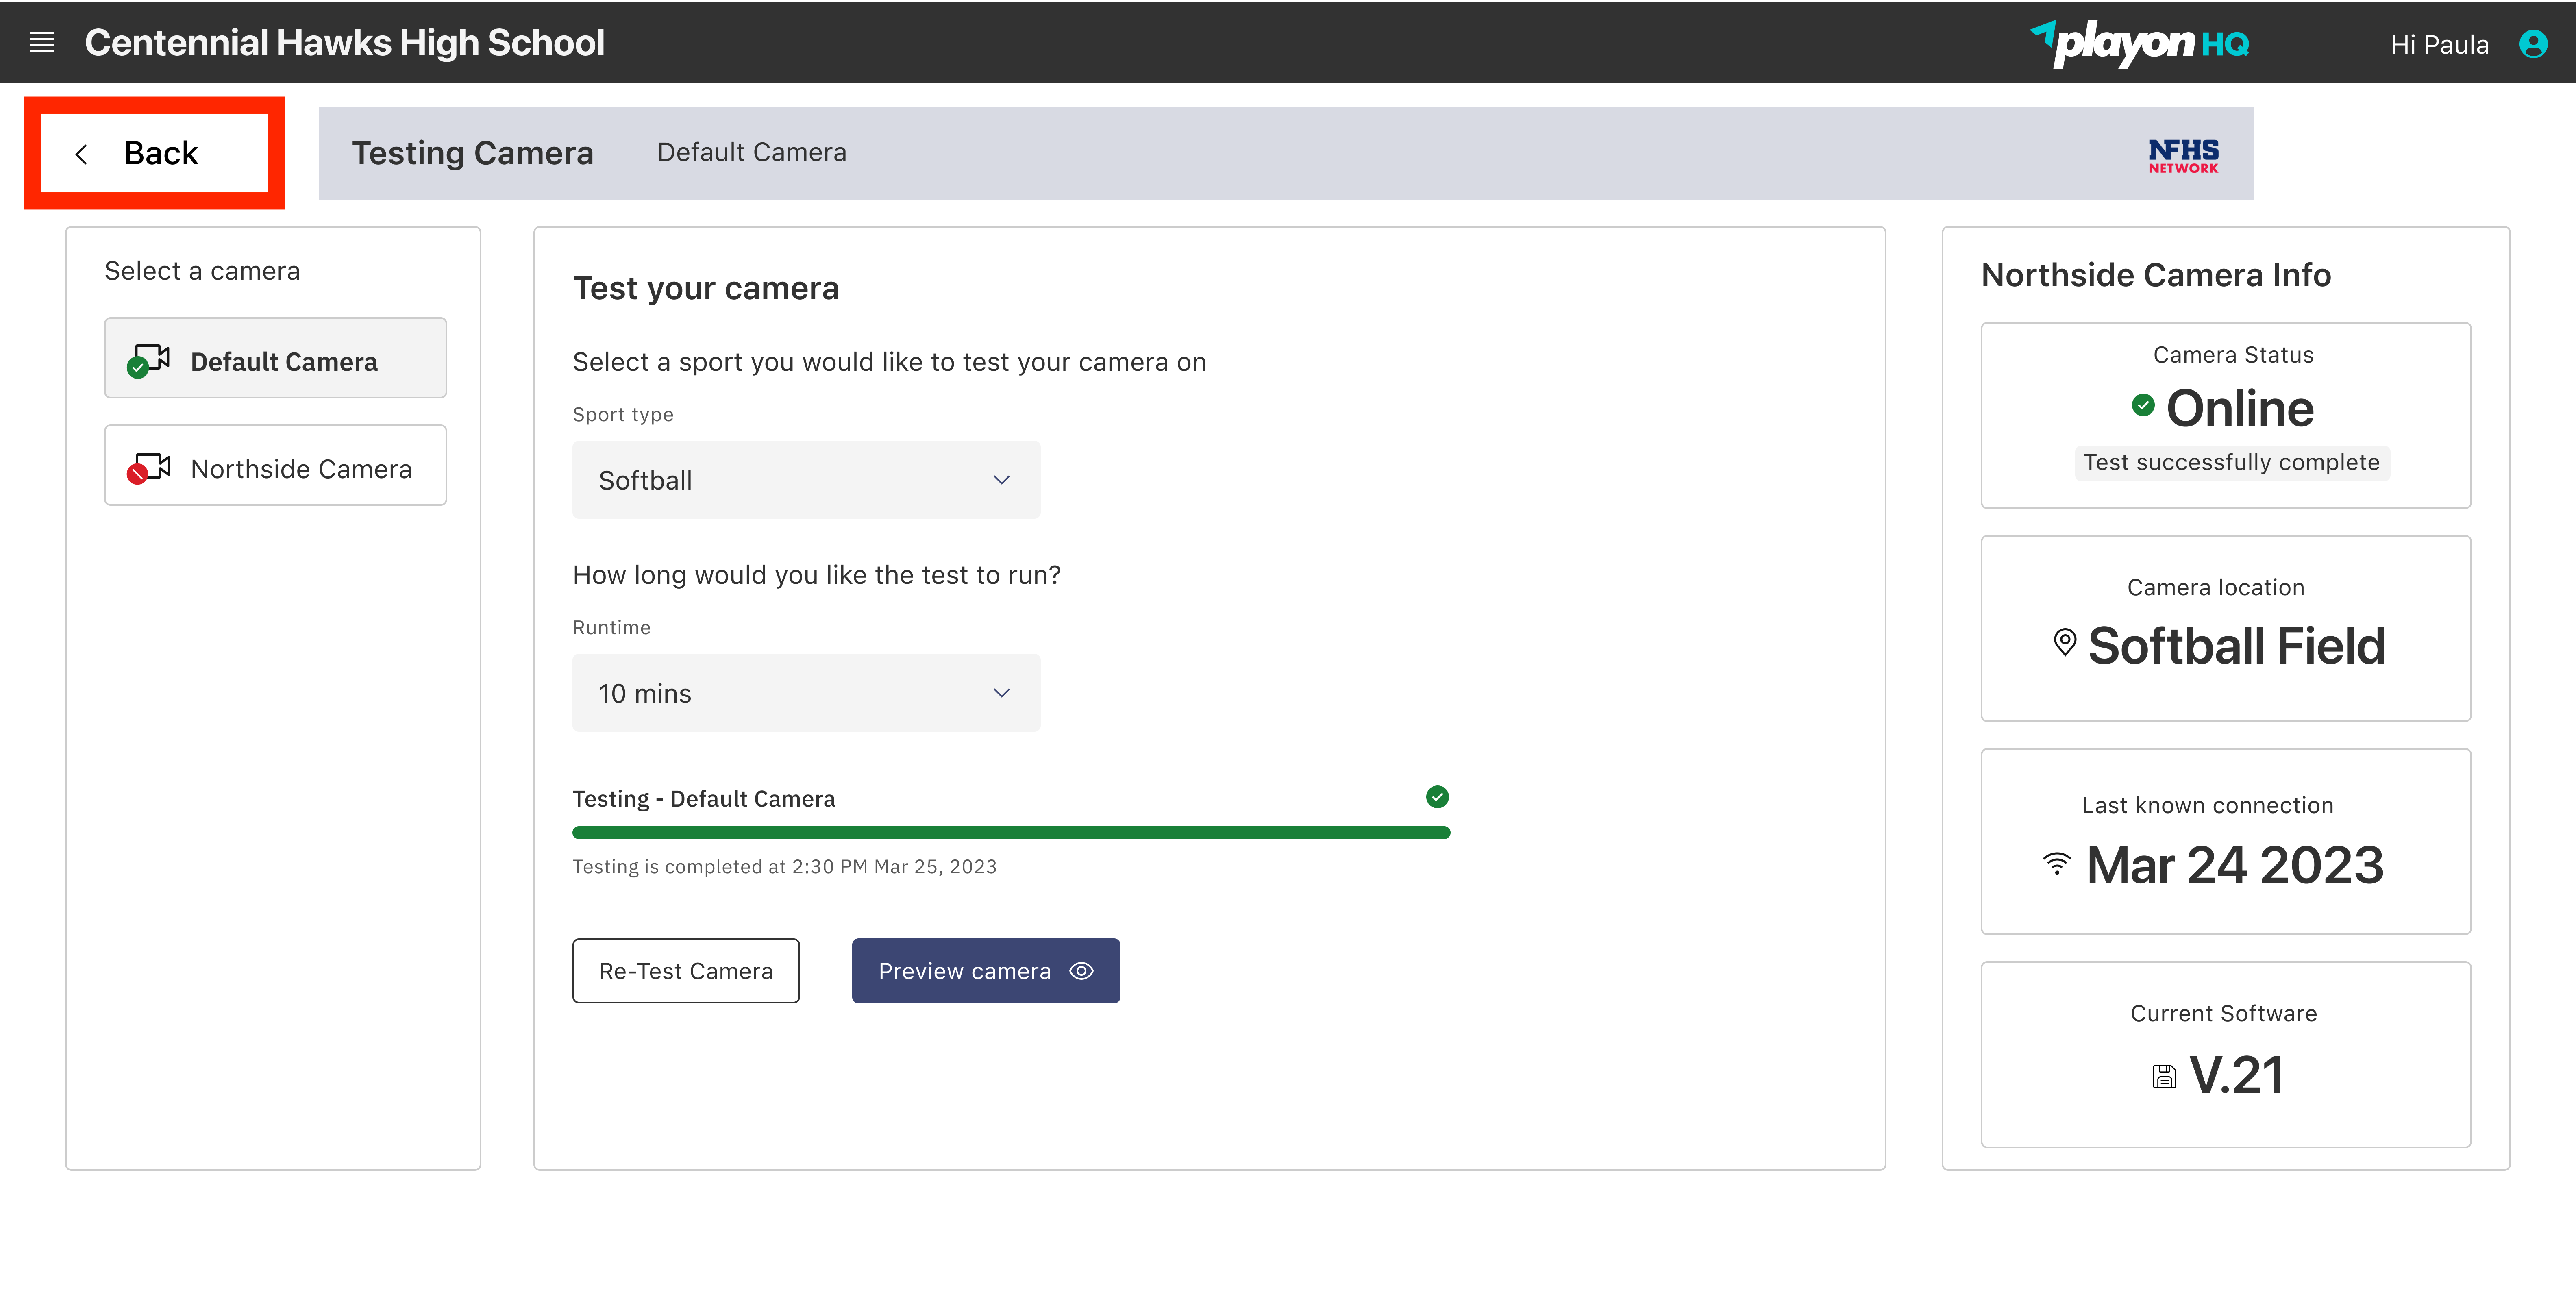 Centennial Hawks High School
playon HQ
Hi Paula
Back
Testing Camera
Default Camera
NFHS
NETWORK
Select a camera
Default Camera
Northside Camera
Test your camera
Select a sport you would like to test your camera on
Sport type
Softball
How long would you like the test to run?
Runtime
10 mins
Testing - Default Camera
Testing is completed at 2:30 PM Mar 25, 2023
Re-Test Camera
Preview camera
Northside Camera Info
Camera Status
Online
Test successfully complete
Camera location
Softball Field
Last known connection
Mar 24 2023
Current Software
V.21